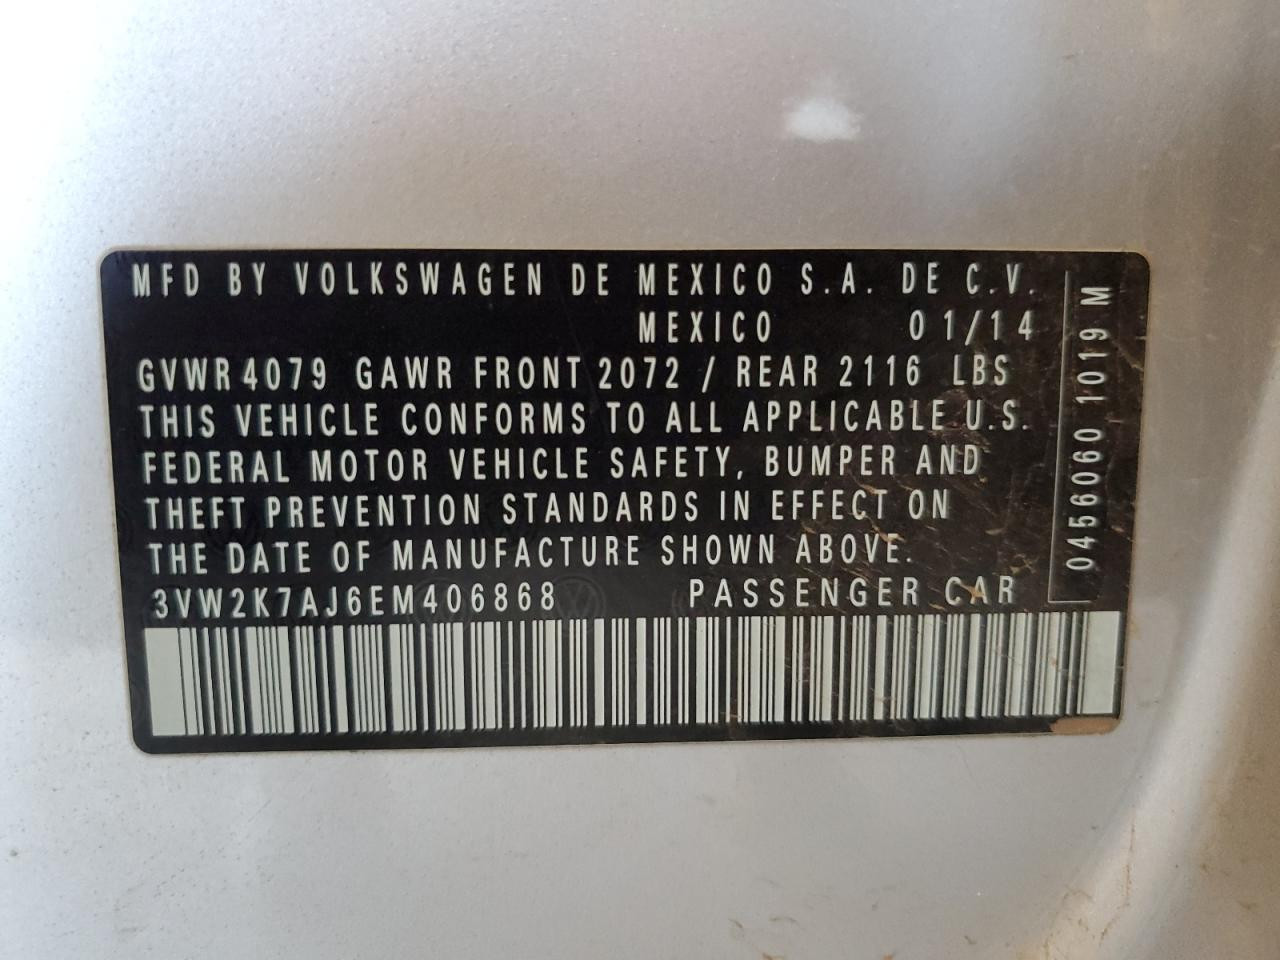 MFD BY VOLKSWAGEN DE MEXICO S.A. DE C.V.
MEXICO 01/14
GVWR 4079 GAWR FRONT 2072 / REAR 2116 LBS
THIS VEHICLE CONFORMS TO ALL APPLICABLE U.S.
FEDERAL MOTOR VEHICLE SAFETY, BUMPER AND
THEFT PREVENTION STANDARDS IN EFFECT ON
THE DATE OF MANUFACTURE SHOWN ABOVE.
3VW2K7AJ6EM406868 PASSENGER CAR
0456060 1019 M